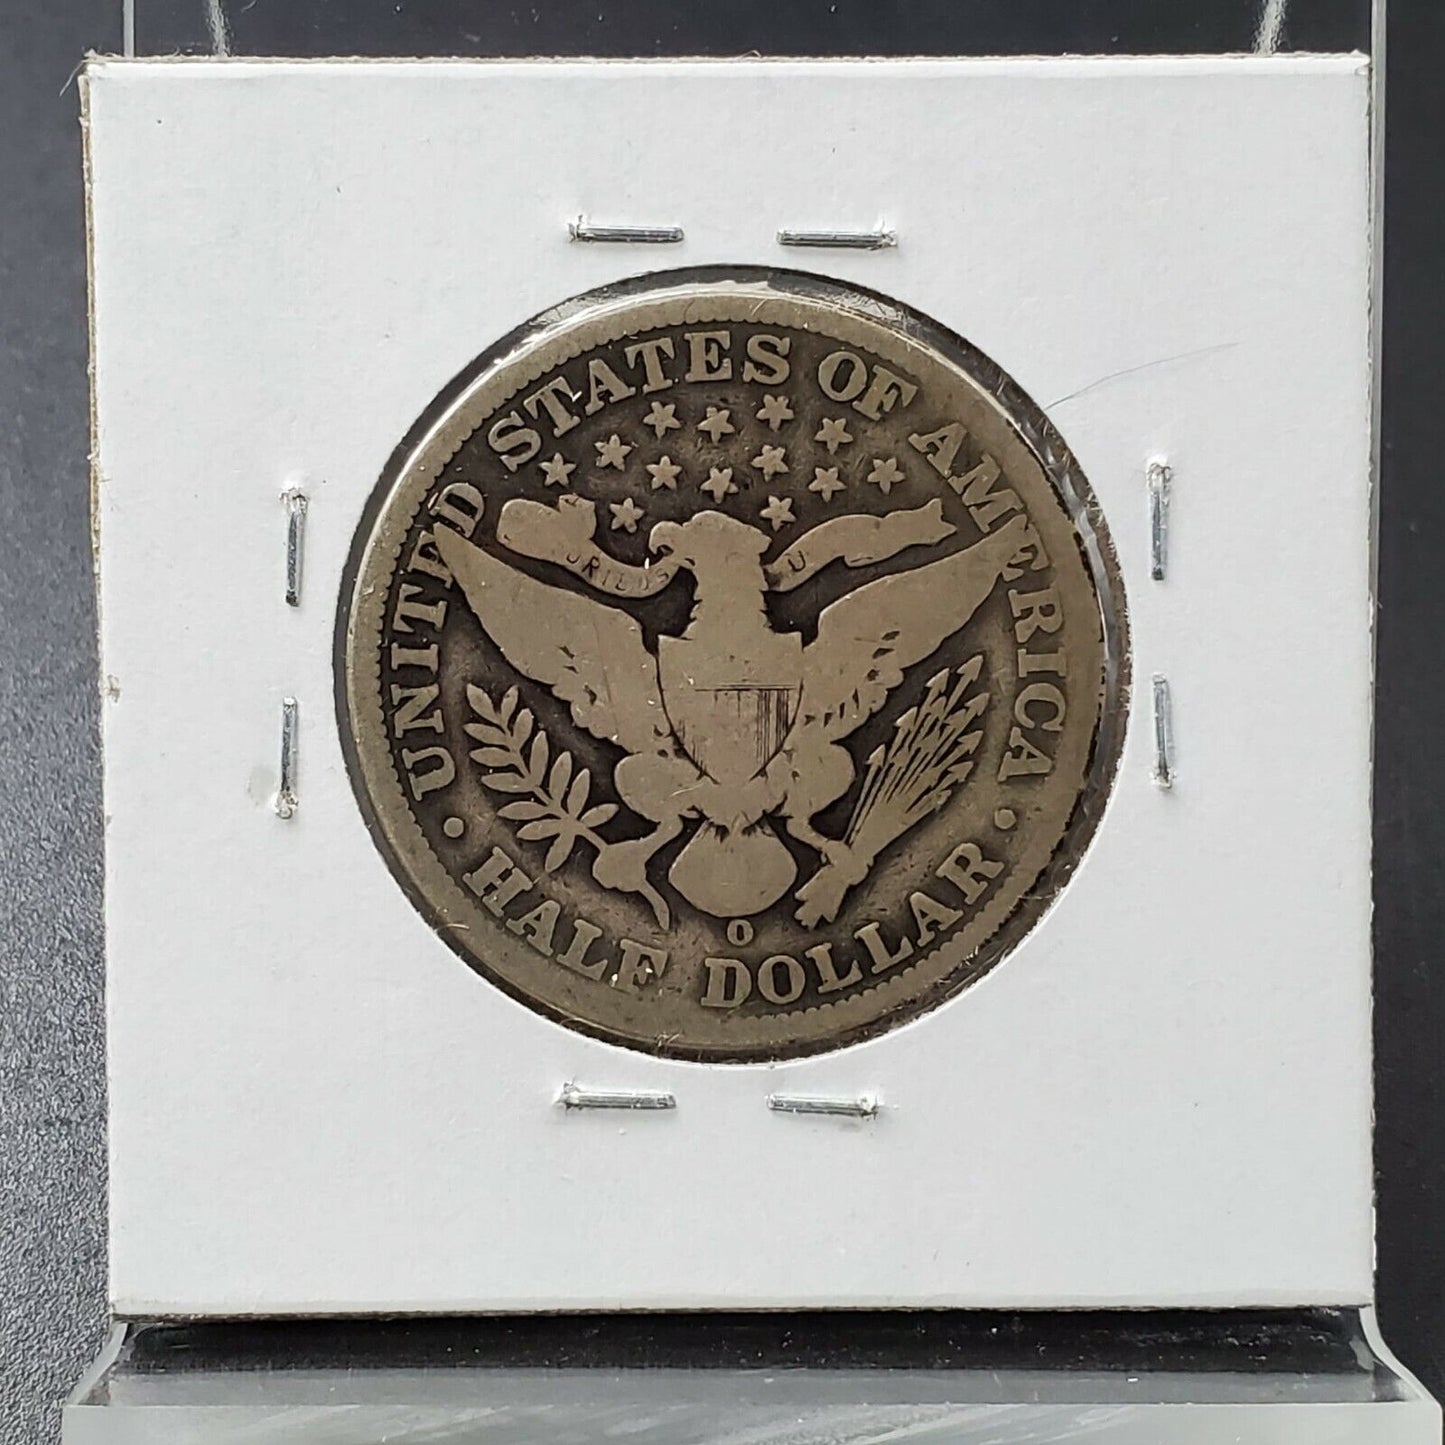 UNITED STATES OF AMERICA
O
HALF DOLLAR